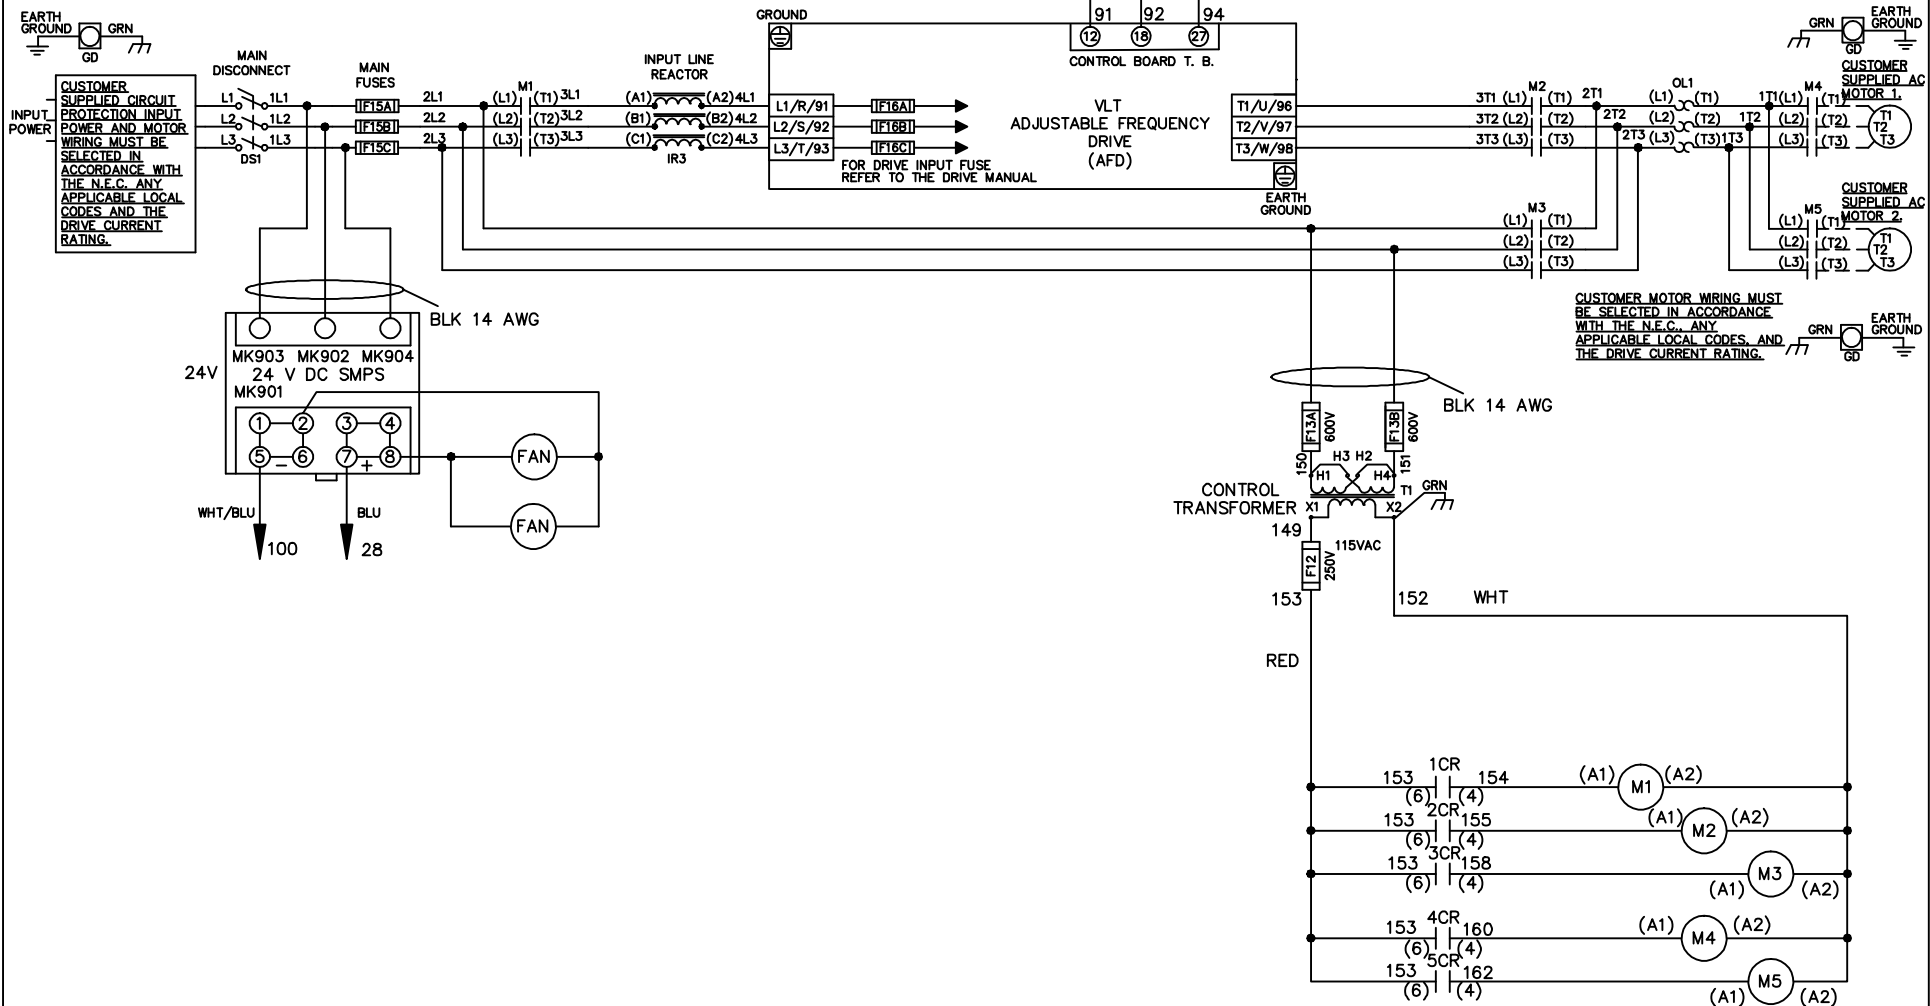 EARTH
GROUND
GRN
GD
CUSTOMER
SUPPLIED CIRCUIT
PROTECTION INPUT
POWER AND MOTOR
WIRING MUST BE
SELECTED IN
ACCORDANCE WITH
THE N.E.C. ANY
APPLICABLE LOCAL
CODES AND THE
DRIVE CURRENT
RATING.
INPUT
POWER
MAIN
DISCONNECT
L1 1L1
L2 1L2
L3 1L3
DS1
MAIN
FUSES
F15A
F15B
F15C
2L1
2L2
2L3
M1
(L1) (T1) 3L1
(L2) (T2) 3L2
(L3) (T3) 3L3
INPUT LINE
REACTOR
(A1) (A2) 4L1
(B1) (B2) 4L2
(C1) (C2) 4L3
IR3
GROUND
L1/R/91
L2/S/92
L3/T/93
F16A
F16B
F16C
FOR DRIVE INPUT FUSE
REFER TO THE DRIVE MANUAL
91 92 94
12 18 27
CONTROL BOARD T. B.
VLT
ADJUSTABLE FREQUENCY
DRIVE
(AFD)
T1/U/96
T2/V/97
T3/W/98
EARTH
GROUND
M2
3T1 (L1) (T1) 2T1
3T2 (L2) (T2) 2T2
3T3 (L3) (T3) 2T3
M3
(L1) (T1)
(L2) (T2)
(L3) (T3)
OL1
(L1) (T1) 1T1
(L2) (T2) 1T2
(L3) (T3) 1T3
M4
(L1) (T1)
(L2) (T2)
(L3) (T3)
GRN
EARTH
GROUND
GD
CUSTOMER
SUPPLIED AC
MOTOR 1.
T1
T2
T3
CUSTOMER
SUPPLIED AC
MOTOR 2.
M5
(L1) (T1)
(L2) (T2)
(L3) (T3)
T1
T2
T3
CUSTOMER MOTOR WIRING MUST
BE SELECTED IN ACCORDANCE
WITH THE N.E.C., ANY
APPLICABLE LOCAL CODES, AND
THE DRIVE CURRENT RATING.
GRN
EARTH
GROUND
GD
BLK 14 AWG
MK903 MK902 MK904
24V
24 V DC SMPS
MK901
1 2 3 4
5 - 6 7 + 8
FAN
FAN
WHT/BLU
BLU
100
28
BLK 14 AWG
F13A
600V
F13B
600V
150
H3 H2
151
H1 H4
T1
GRN
CONTROL
TRANSFORMER
X1 X2
149
115VAC
F12
250V
153
152
WHT
RED
1CR
153 154
(6) (4)
(A1) M1 (A2)
2CR
153 155
(6) (4)
(A1) M2 (A2)
3CR
153 158
(6) (4)
(A1) M3 (A2)
4CR
153 160
(6) (4)
(A1) M4 (A2)
5CR
153 162
(6) (4)
(A1) M5 (A2)